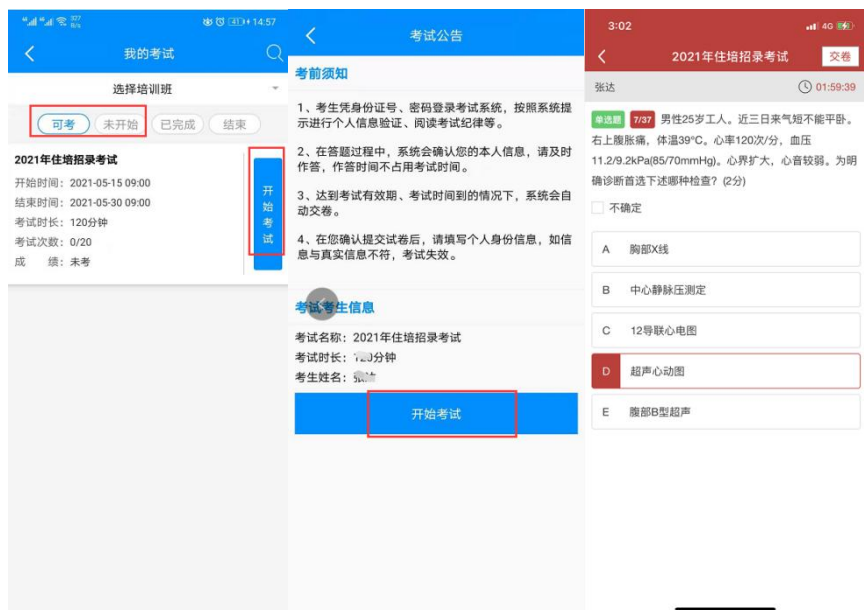 327
B/s
41
14:57
我的考试
选择培训班
可考
未开始
已完成
结束
2021年住培招录考试
开始时间：2021-05-15 09:00
结束时间：2021-05-30 09:00
考试时长：120分钟
考试次数：0/20
成 绩：未考
开始考试
考试公告
考前须知
1、考生凭身份证号、密码登录考试系统，按照系统提
示进行个人信息验证、阅读考试纪律等。
2、在答题过程中，系统会确认您的本人信息，请及时
作答，作答时间不占用考试时间。
3、达到考试有效期、考试时间到的情况下，系统会自
动交卷。
4、在您确认提交试卷后，请填写个人身份信息，如信
息与真实信息不符，考试失效。
考试考生信息
考试名称：2021年住培招录考试
考试时长：120分钟
考生姓名：
开始考试
3:02
4G
2021年住培招录考试
交卷
张达
01:59:39
单选题 7/37 男性25岁工人。近三日来气短不能平卧。
右上腹胀痛，体温39°C。心率120次/分，血压
11.2/9.2kPa(85/70mmHg)。心界扩大，心音较弱。为明
确诊断首选下述哪种检查？(2分)
不确定
A 胸部X线
B 中心静脉压测定
C 12导联心电图
D 超声心动图
E 腹部B型超声